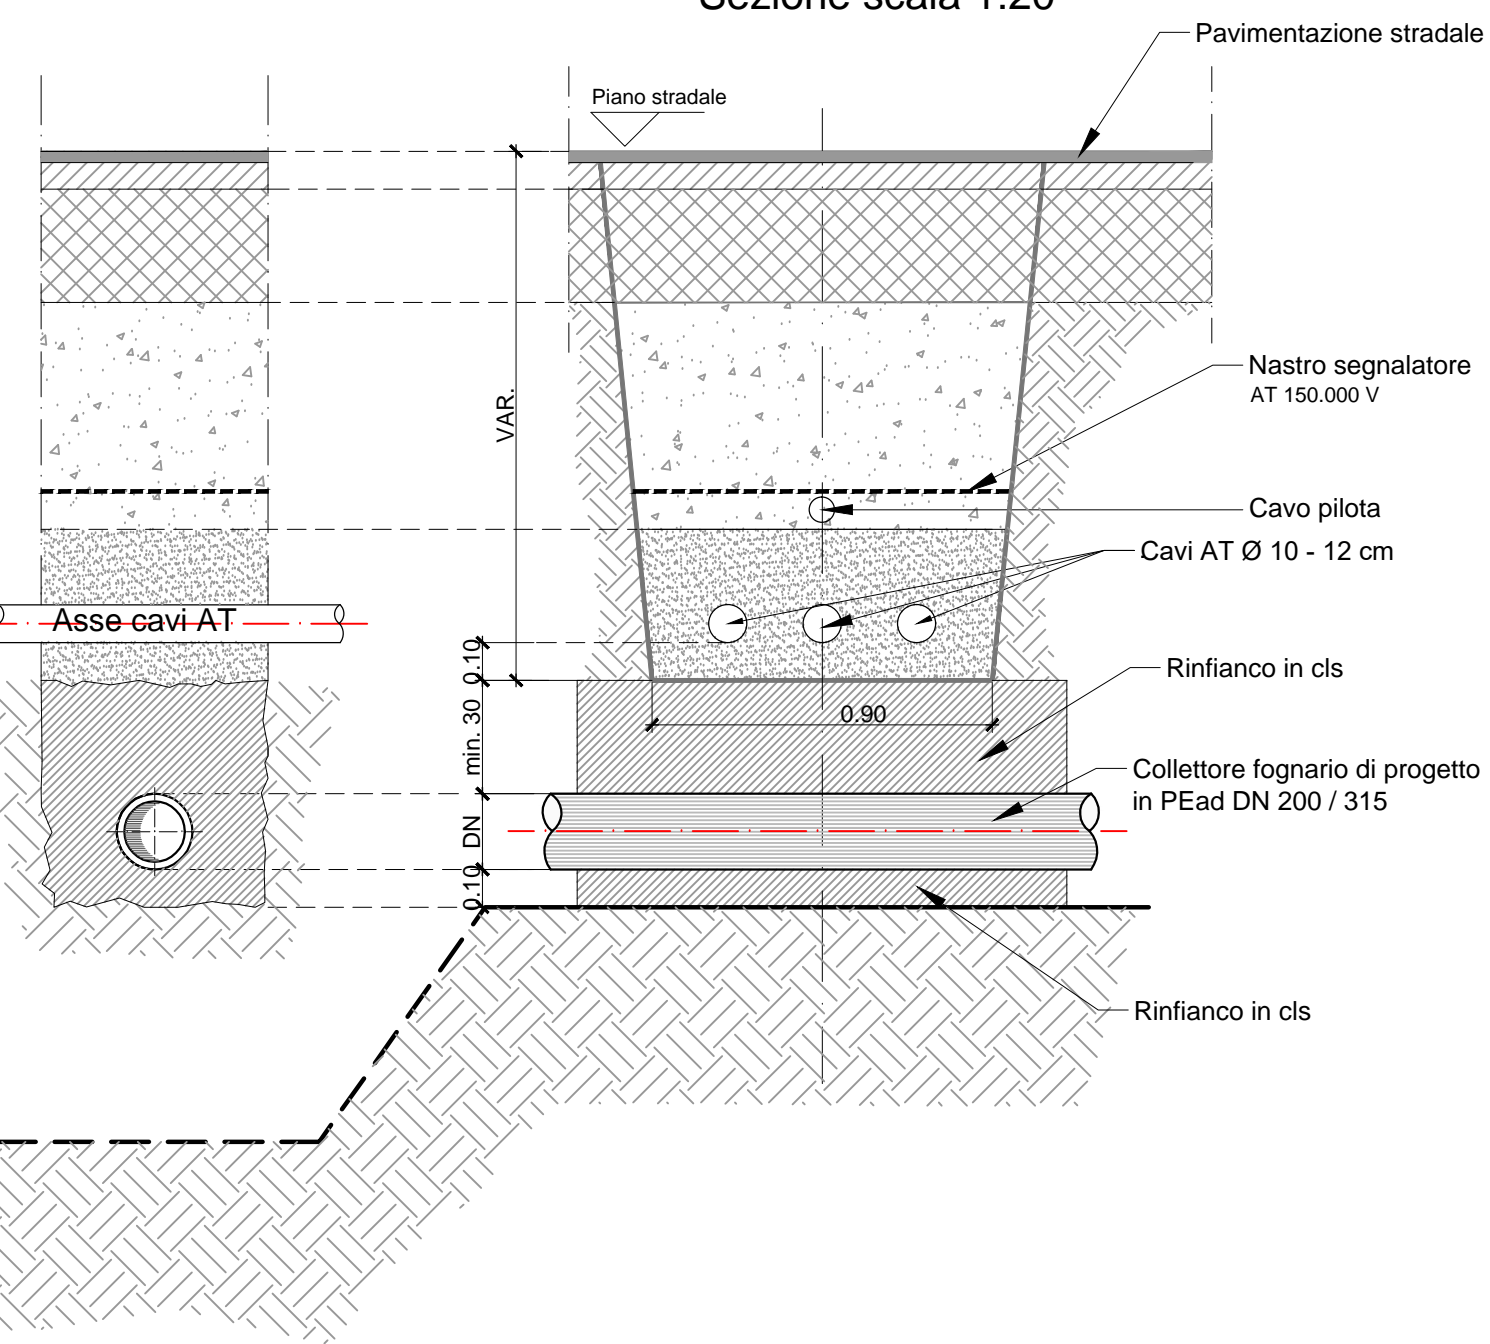 Sezione scala 1:20
Pavimentazione stradale
Piano stradale
Nastro segnalatore
AT 150.000 V
VAR.
Cavo pilota
Cavi AT Ø 10 - 12 cm
Asse cavi AT
0.10
Rinfianco in cls
min. 30
0.90
Collettore fognario di progetto
in PEad DN 200 / 315
DN
0.10
Rinfianco in cls